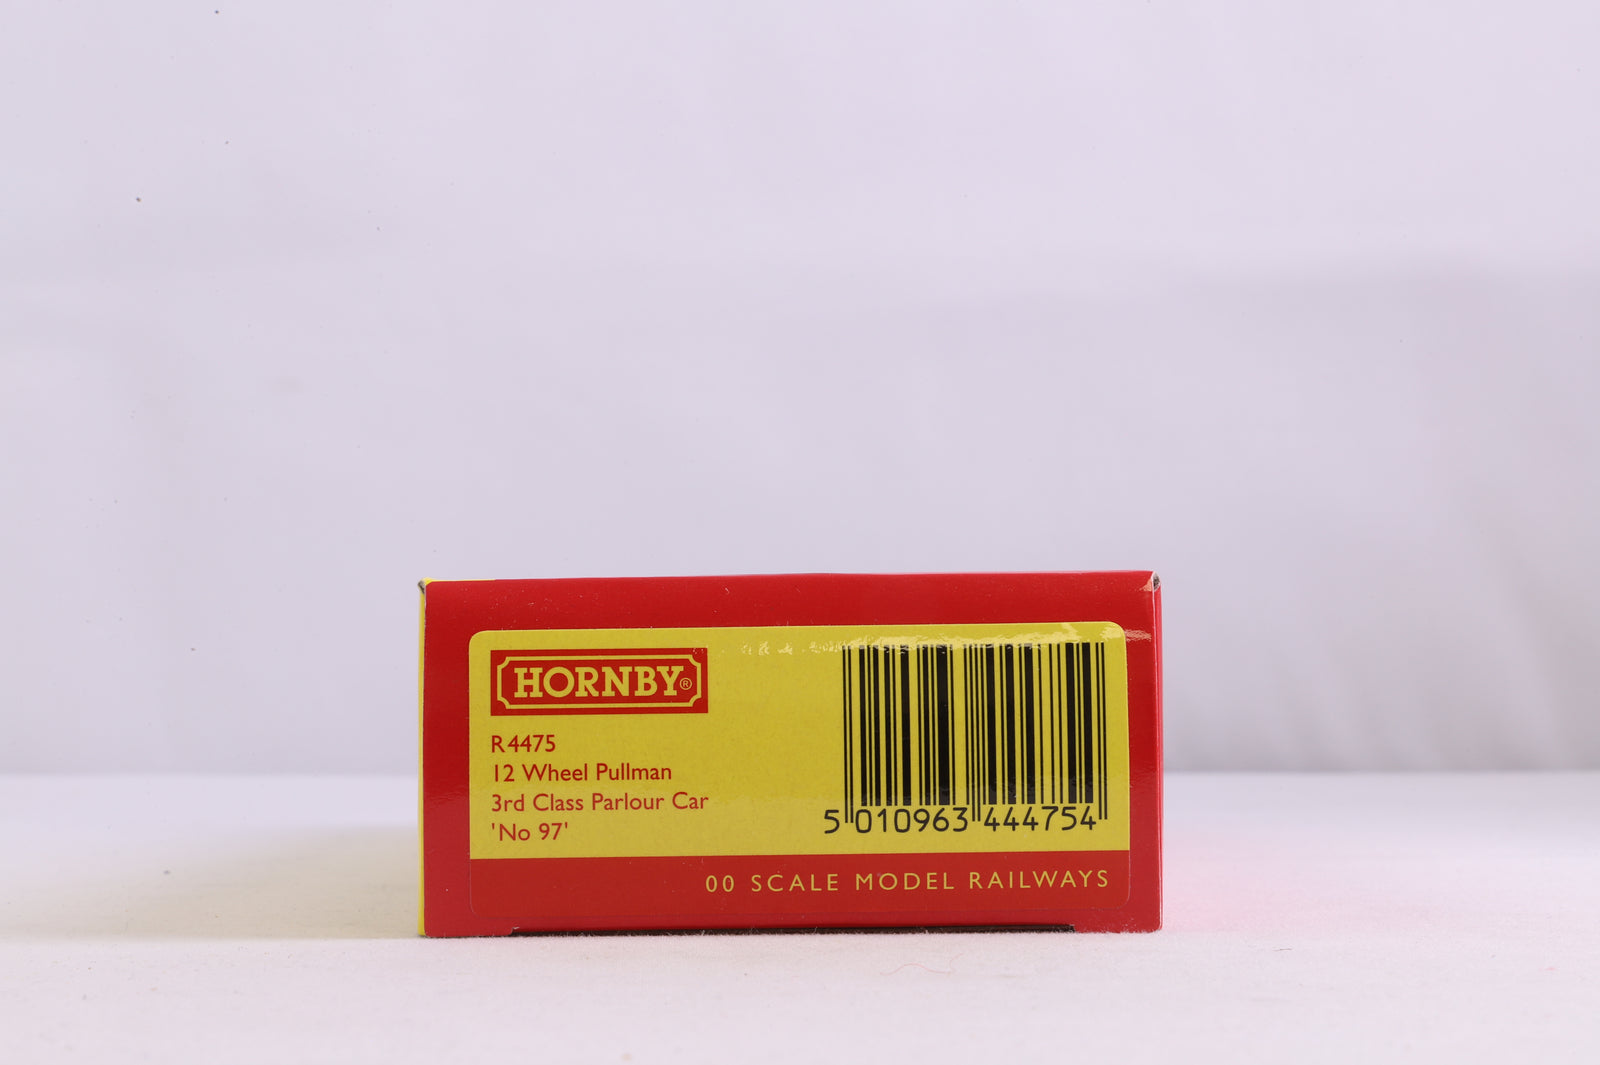 HORNBY®
R4475
12 Wheel Pullman
3rd Class Parlour Car
'No 97'
5 010963 444754
00 SCALE MODEL RAILWAYS